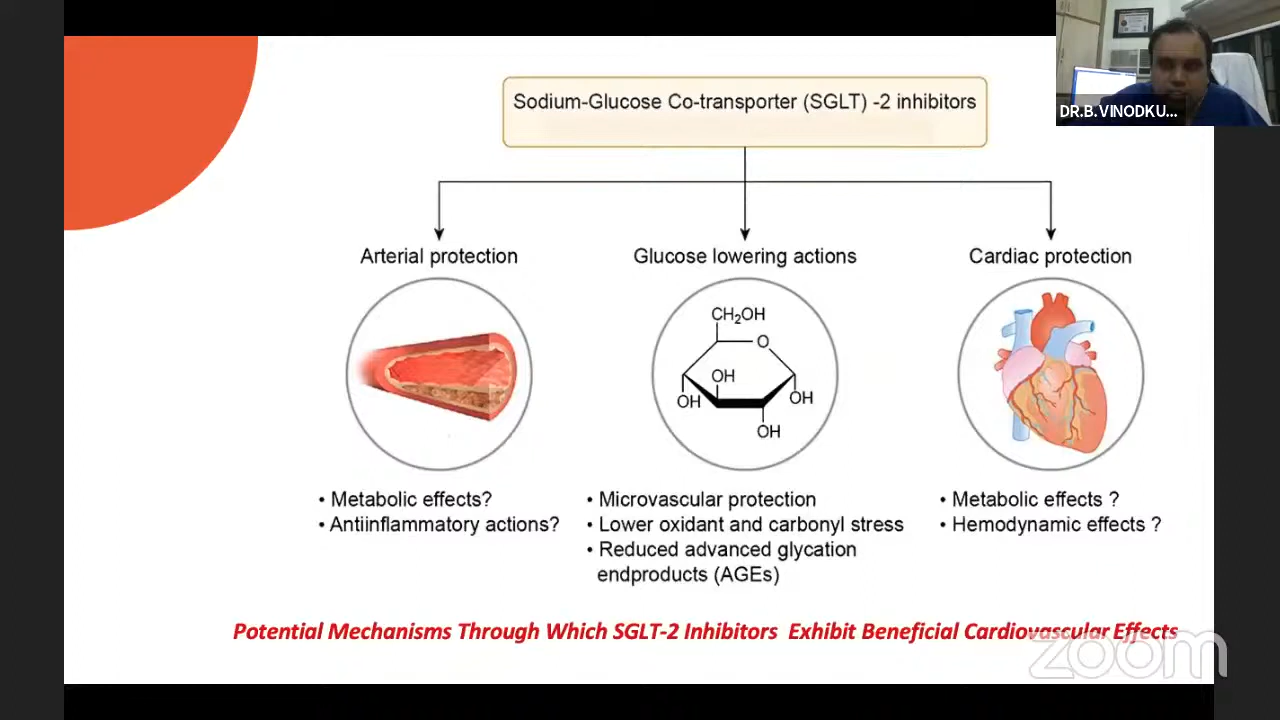 DR.B.VINODKU...
Sodium-Glucose Co-transporter (SGLT) -2 inhibitors
Arterial protection
Glucose lowering actions
Cardiac protection
CH₂OH
O
OH
OH
OH
OH
• Metabolic effects?
• Antiinflammatory actions?
• Microvascular protection
• Lower oxidant and carbonyl stress
• Reduced advanced glycation
endproducts (AGEs)
• Metabolic effects ?
• Hemodynamic effects ?
Potential Mechanisms Through Which SGLT-2 Inhibitors Exhibit Beneficial Cardiovascular Effects
zoom